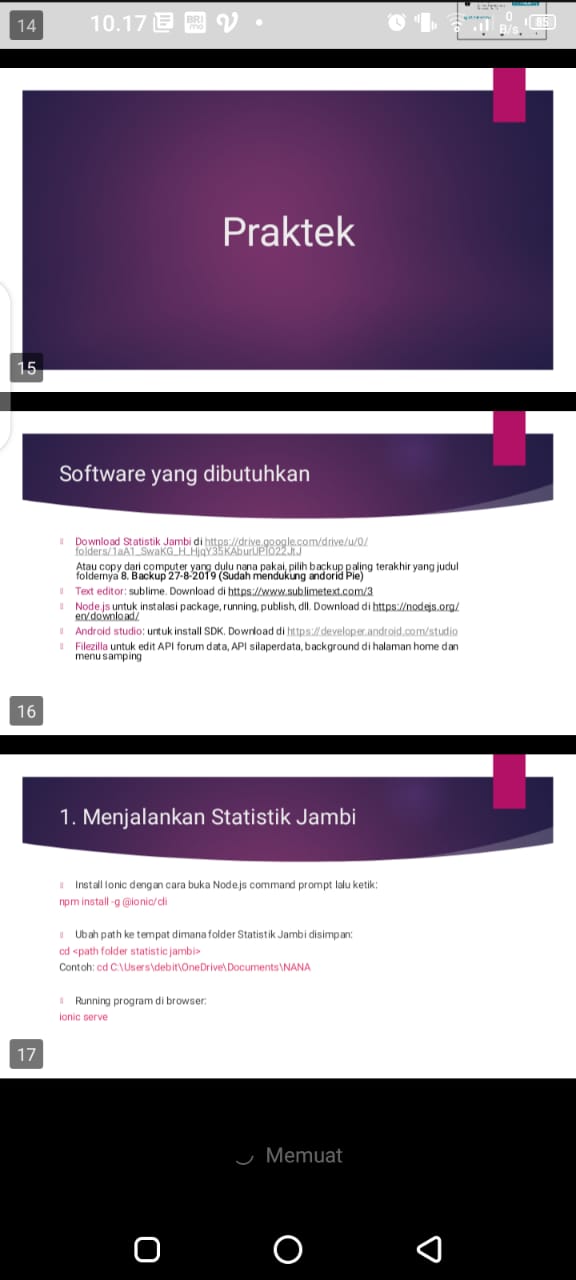 14
10.17
BRI
mo
0
B/s
85
Praktek
15
Software yang dibutuhkan
Download Statistik Jambi di https://drive.google.com/drive/u/0/
folders/1aA1_SwaKG_H_HjqY35KAburUPIO22JtJ
Atau copy dari computer yang dulu nana pakai, pilih backup paling terakhir yang judul
foldernya 8. Backup 27-8-2019 (Sudah mendukung andorid Pie)
Text editor: sublime. Download di https://www.sublimetext.com/3
Node.js untuk instalasi package, running, publish, dll. Download di https://nodejs.org/
en/download/
Android studio: untuk install SDK. Download di https://developer.android.com/studio
Filezilla untuk edit API forum data, API silaperdata, background di halaman home dan
menu samping
16
1. Menjalankan Statistik Jambi
Install Ionic dengan cara buka Node.js command prompt lalu ketik:
npm install -g @ionic/cli
Ubah path ke tempat dimana folder Statistik Jambi disimpan:
cd <path folder statistic jambi>
Contoh: cd C:\Users\debit\OneDrive\Documents\NANA
Running program di browser:
ionic serve
17
Memuat